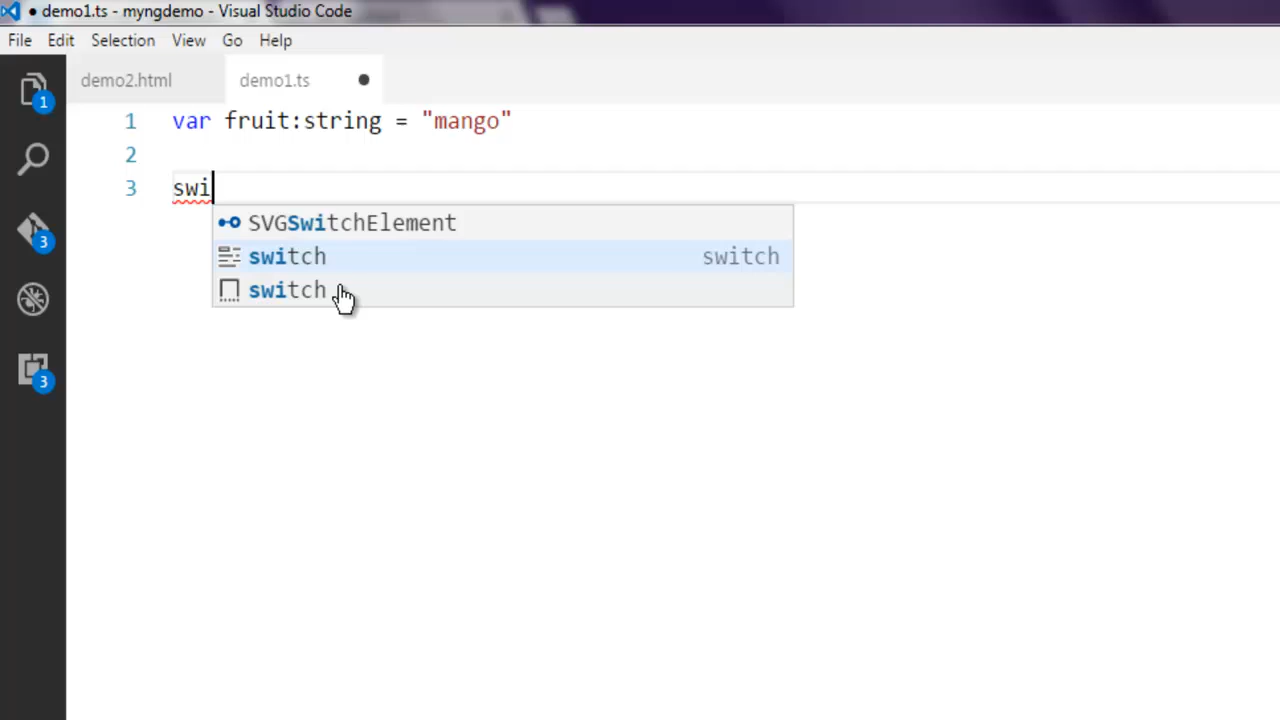 ● demo1.ts - myngdemo - Visual Studio Code
File Edit Selection View Go Help
demo2.html demo1.ts ●
1 var fruit:string = "mango"
2
3 swi
SVGSwitchElement
switch switch
switch
1
3
3